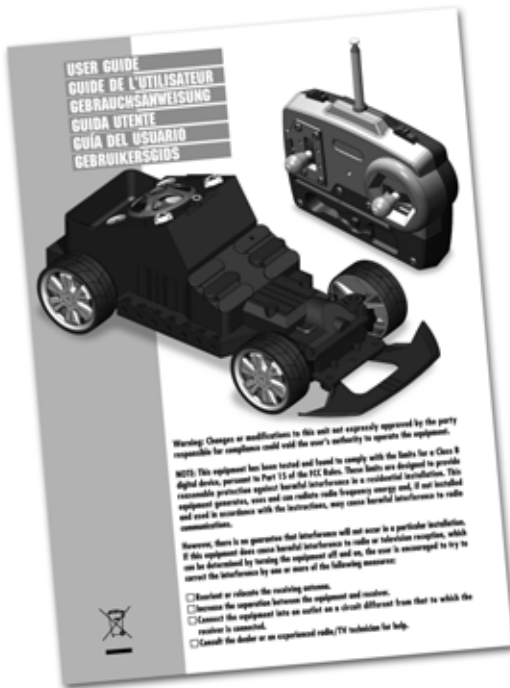 USER GUIDE
GUIDE DE L'UTILISATEUR
GEBRAUCHSANWEISUNG
GUIDA UTENTE
GUÍA DEL USUARIO
GEBRUIKERSGIDS
Warning: Changes or modifications to this unit not expressly approved by the party
responsible for compliance could void the user's authority to operate the equipment.
NOTE: This equipment has been tested and found to comply with the limits for a Class B
digital device, pursuant to Part 15 of the FCC Rules. These limits are designed to provide
reasonable protection against harmful interference in a residential installation. This
equipment generates, uses and can radiate radio frequency energy and, if not installed
and used in accordance with the instructions, may cause harmful interference to radio
communications.
However, there is no guarantee that interference will not occur in a particular installation.
If this equipment does cause harmful interference to radio or television reception, which
can be determined by turning the equipment off and on, the user is encouraged to try to
correct the interference by one or more of the following measures:
Reorient or relocate the receiving antenna.
Increase the separation between the equipment and receiver.
Connect the equipment into an outlet on a circuit different from that to which the
receiver is connected.
Consult the dealer or an experienced radio/TV technician for help.